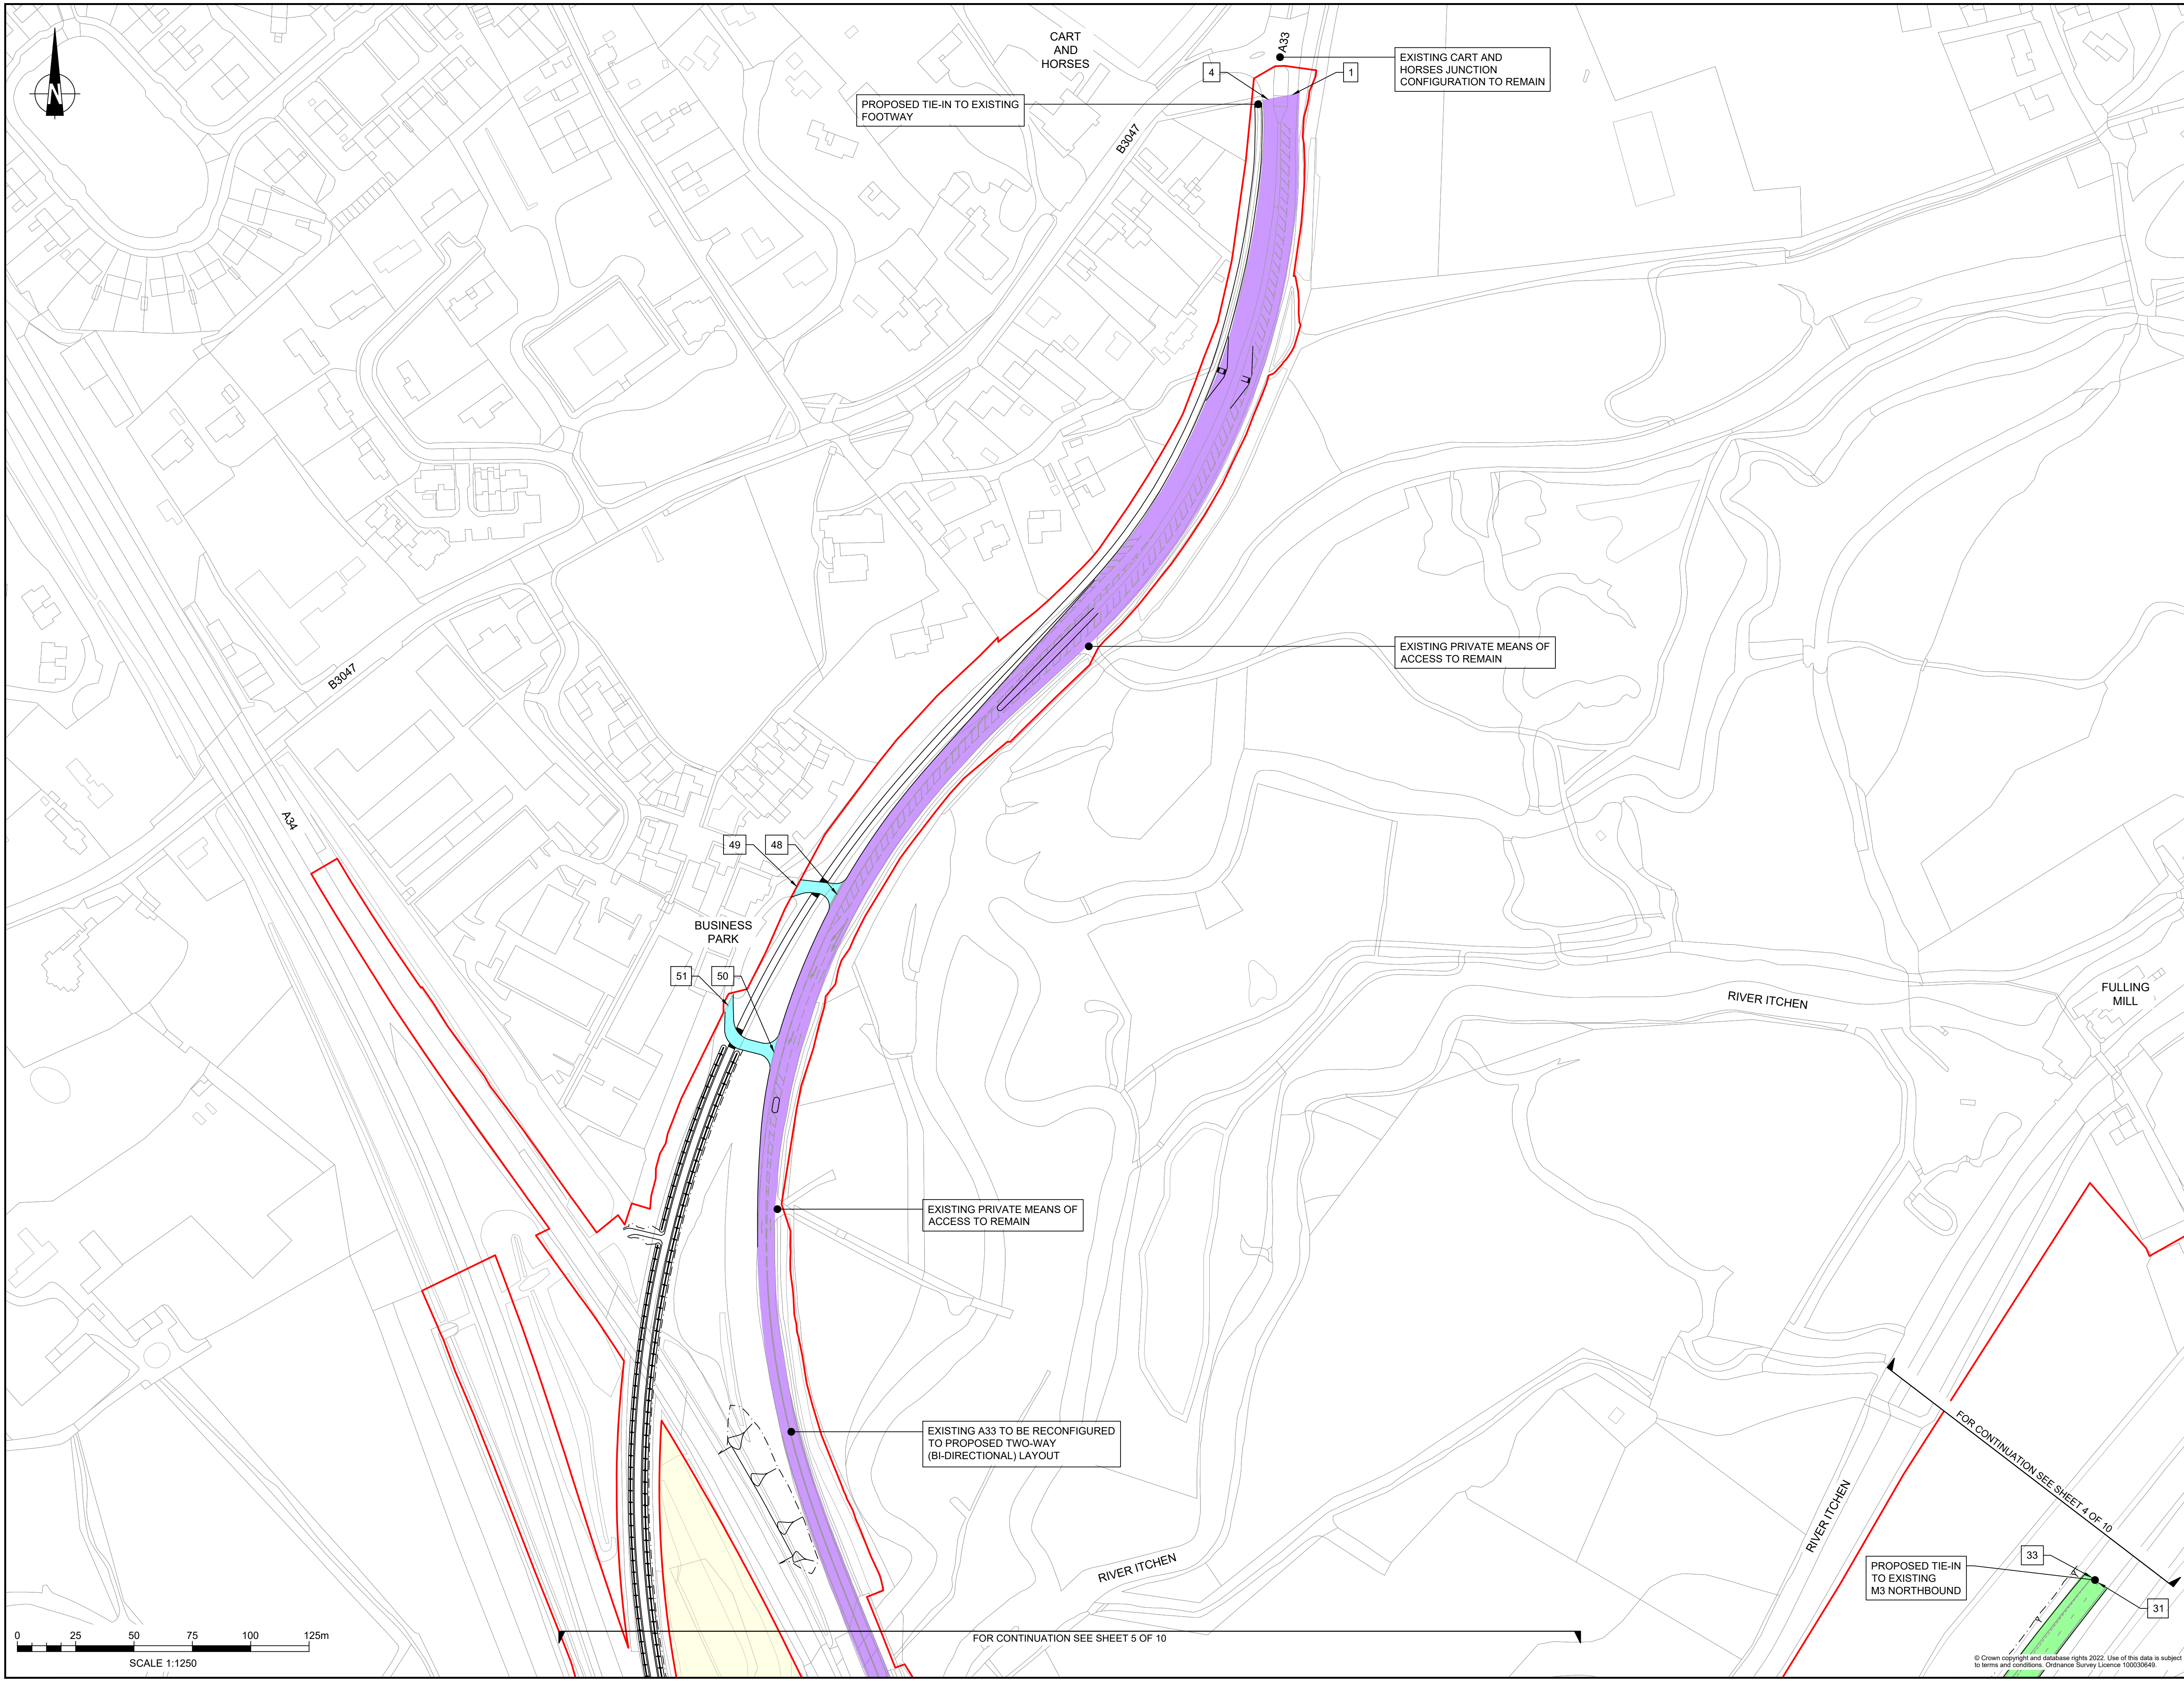 N
CART
AND
HORSES
A33
EXISTING CART AND
HORSES JUNCTION
CONFIGURATION TO REMAIN
4
1
PROPOSED TIE-IN TO EXISTING
FOOTWAY
B3047
EXISTING PRIVATE MEANS OF
ACCESS TO REMAIN
B3047
A34
49
48
BUSINESS
PARK
51
50
RIVER ITCHEN
FULLING
MILL
EXISTING PRIVATE MEANS OF
ACCESS TO REMAIN
EXISTING A33 TO BE RECONFIGURED
TO PROPOSED TWO-WAY
(BI-DIRECTIONAL) LAYOUT
FOR CONTINUATION SEE SHEET 4 OF 10
RIVER ITCHEN
RIVER ITCHEN
PROPOSED TIE-IN
TO EXISTING
M3 NORTHBOUND
33
31
0 25 50 75 100 125m
SCALE 1:1250
FOR CONTINUATION SEE SHEET 5 OF 10
© Crown copyright and database rights 2022. Use of this data is subject
to terms and conditions. Ordnance Survey Licence 100030649.